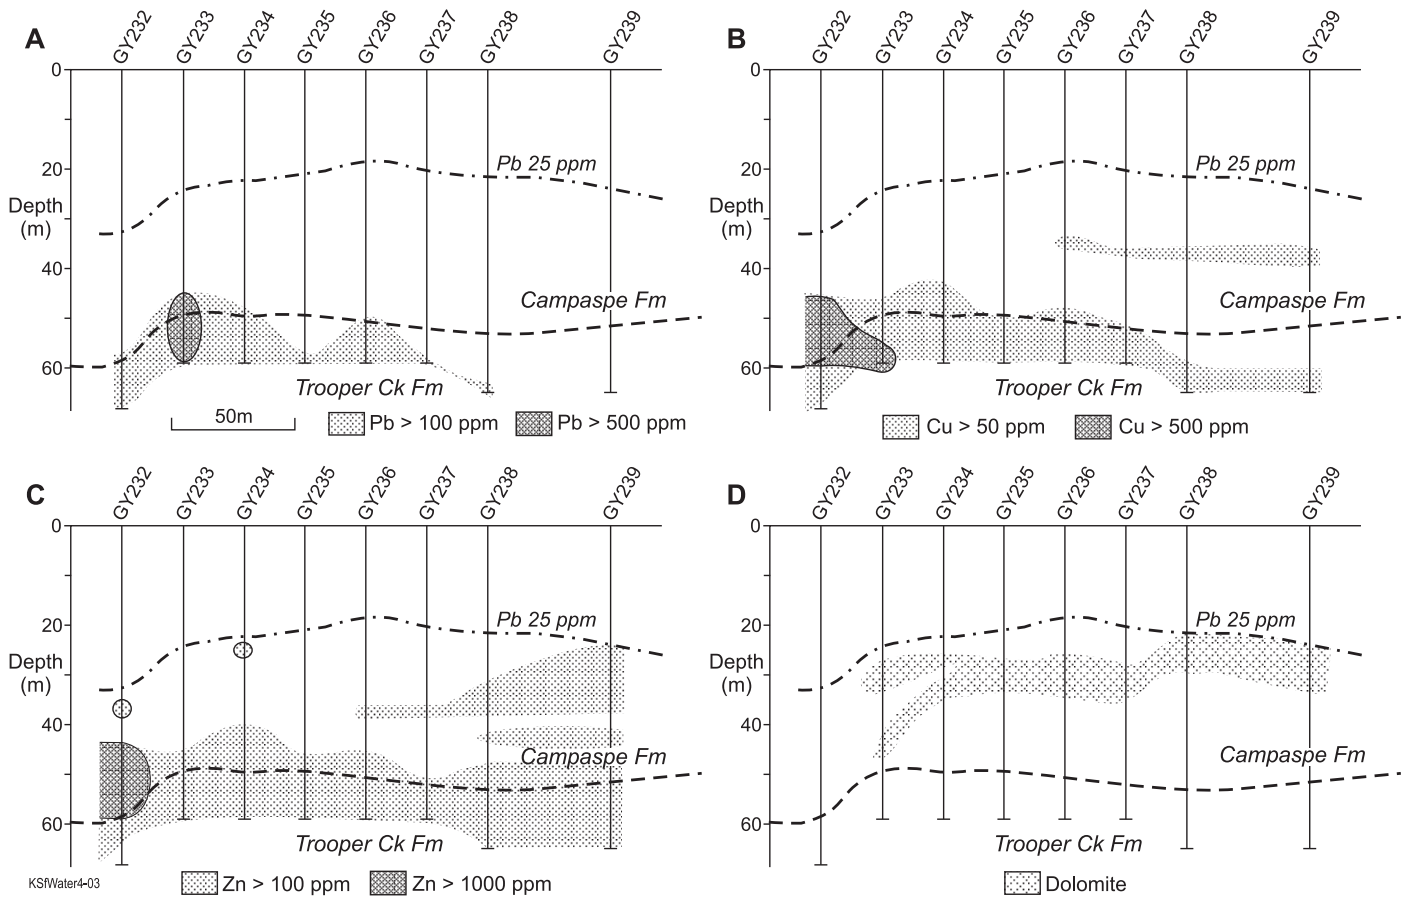 A
GY232 GY233 GY234 GY235 GY236 GY237 GY238 GY239
0
20
Depth
(m)
40
60
Pb 25 ppm
Campaspe Fm
Trooper Ck Fm
50m
Pb > 100 ppm
Pb > 500 ppm
B
GY232 GY233 GY234 GY235 GY236 GY237 GY238 GY239
0
20
Depth
(m)
40
60
Pb 25 ppm
Campaspe Fm
Trooper Ck Fm
Cu > 50 ppm
Cu > 500 ppm
C
GY232 GY233 GY234 GY235 GY236 GY237 GY238 GY239
0
20
Depth
(m)
40
60
Pb 25 ppm
Campaspe Fm
Trooper Ck Fm
KSfWater4-03
Zn > 100 ppm
Zn > 1000 ppm
D
GY232 GY233 GY234 GY235 GY236 GY237 GY238 GY239
0
20
Depth
(m)
40
60
Pb 25 ppm
Campaspe Fm
Trooper Ck Fm
Dolomite